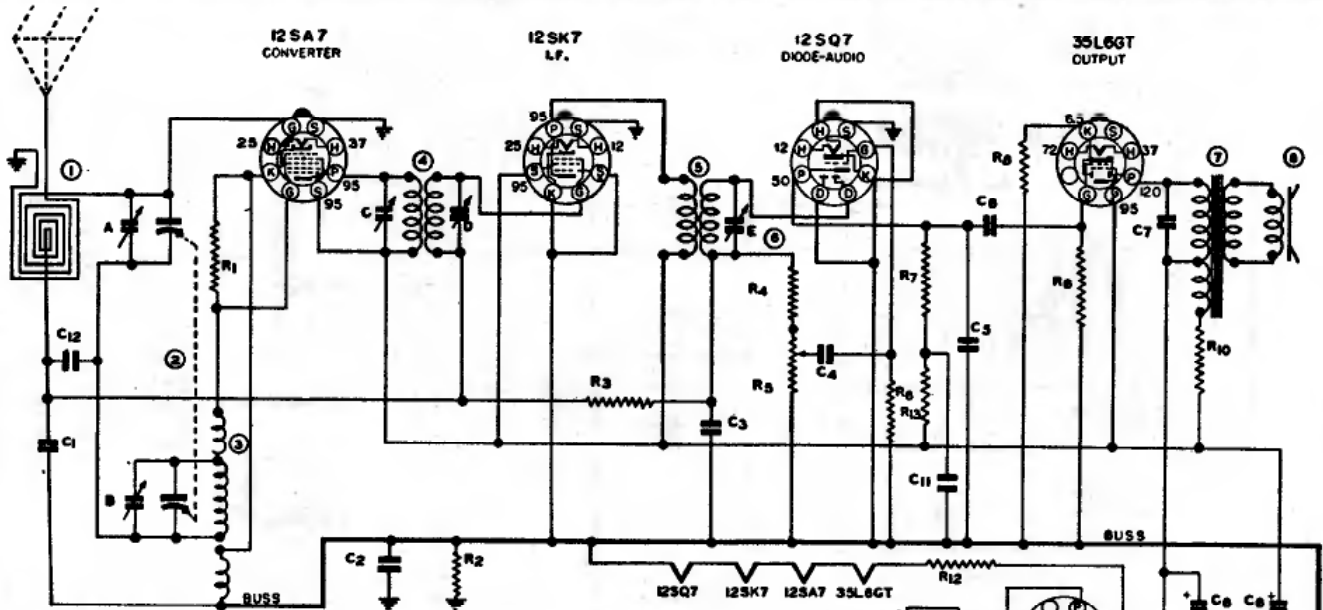 12SA7
CONVERTER
12SK7
I.F.
12SQ7
DIODE-AUDIO
35L6GT
OUTPUT
1
G S
25 H H 37
K P 95
G S 95
4
95 P S
25 H H 12
95 S S
K G
5
H S
12 H G
50 P K
D D
6.5 K
72 H H 37
P 120
G P 95
7
8
A
C
D
E
6
R1
R4
R7
C8
R8
C7
R9
C12
2
R3
C4
R5
R6
R13
C5
R10
C1
3
C3
B
C11
C2
R2
BUSS
BUSS
12SQ7 12SK7 12SA7 35L6GT
R12
P
+ C8 C6 +